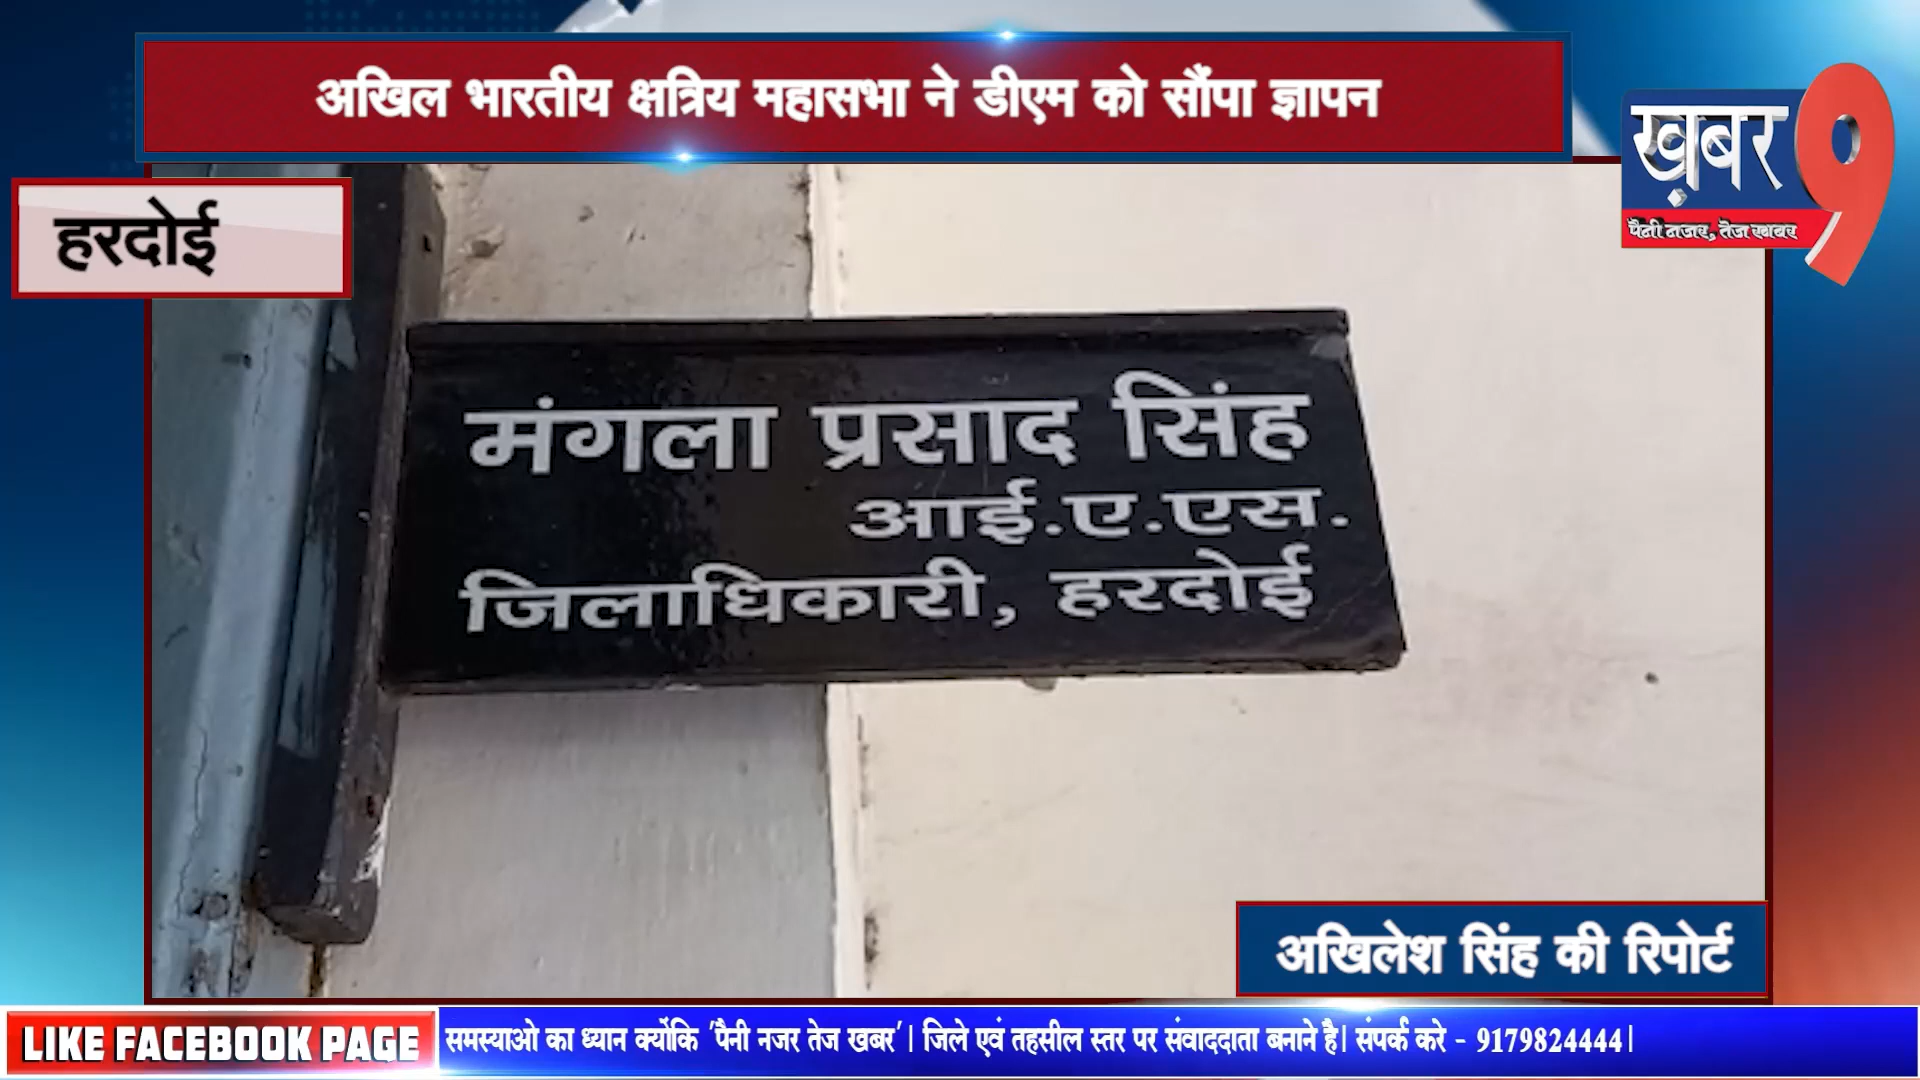 अखिल भारतीय क्षत्रिय महासभा ने डीएम को सौंपा ज्ञापन
ख़बर 9
पैनी नजर, तेज खबर
हरदोई
मंगला प्रसाद सिंह
आई.ए.एस.
जिलाधिकारी, हरदोई
अखिलेश सिंह की रिपोर्ट
LIKE FACEBOOK PAGE समस्याओ का ध्यान क्योंकि 'पैनी नजर तेज खबर'। जिले एवं तहसील स्तर पर संवाददाता बनाने है। संपर्क करे - 9179824444।